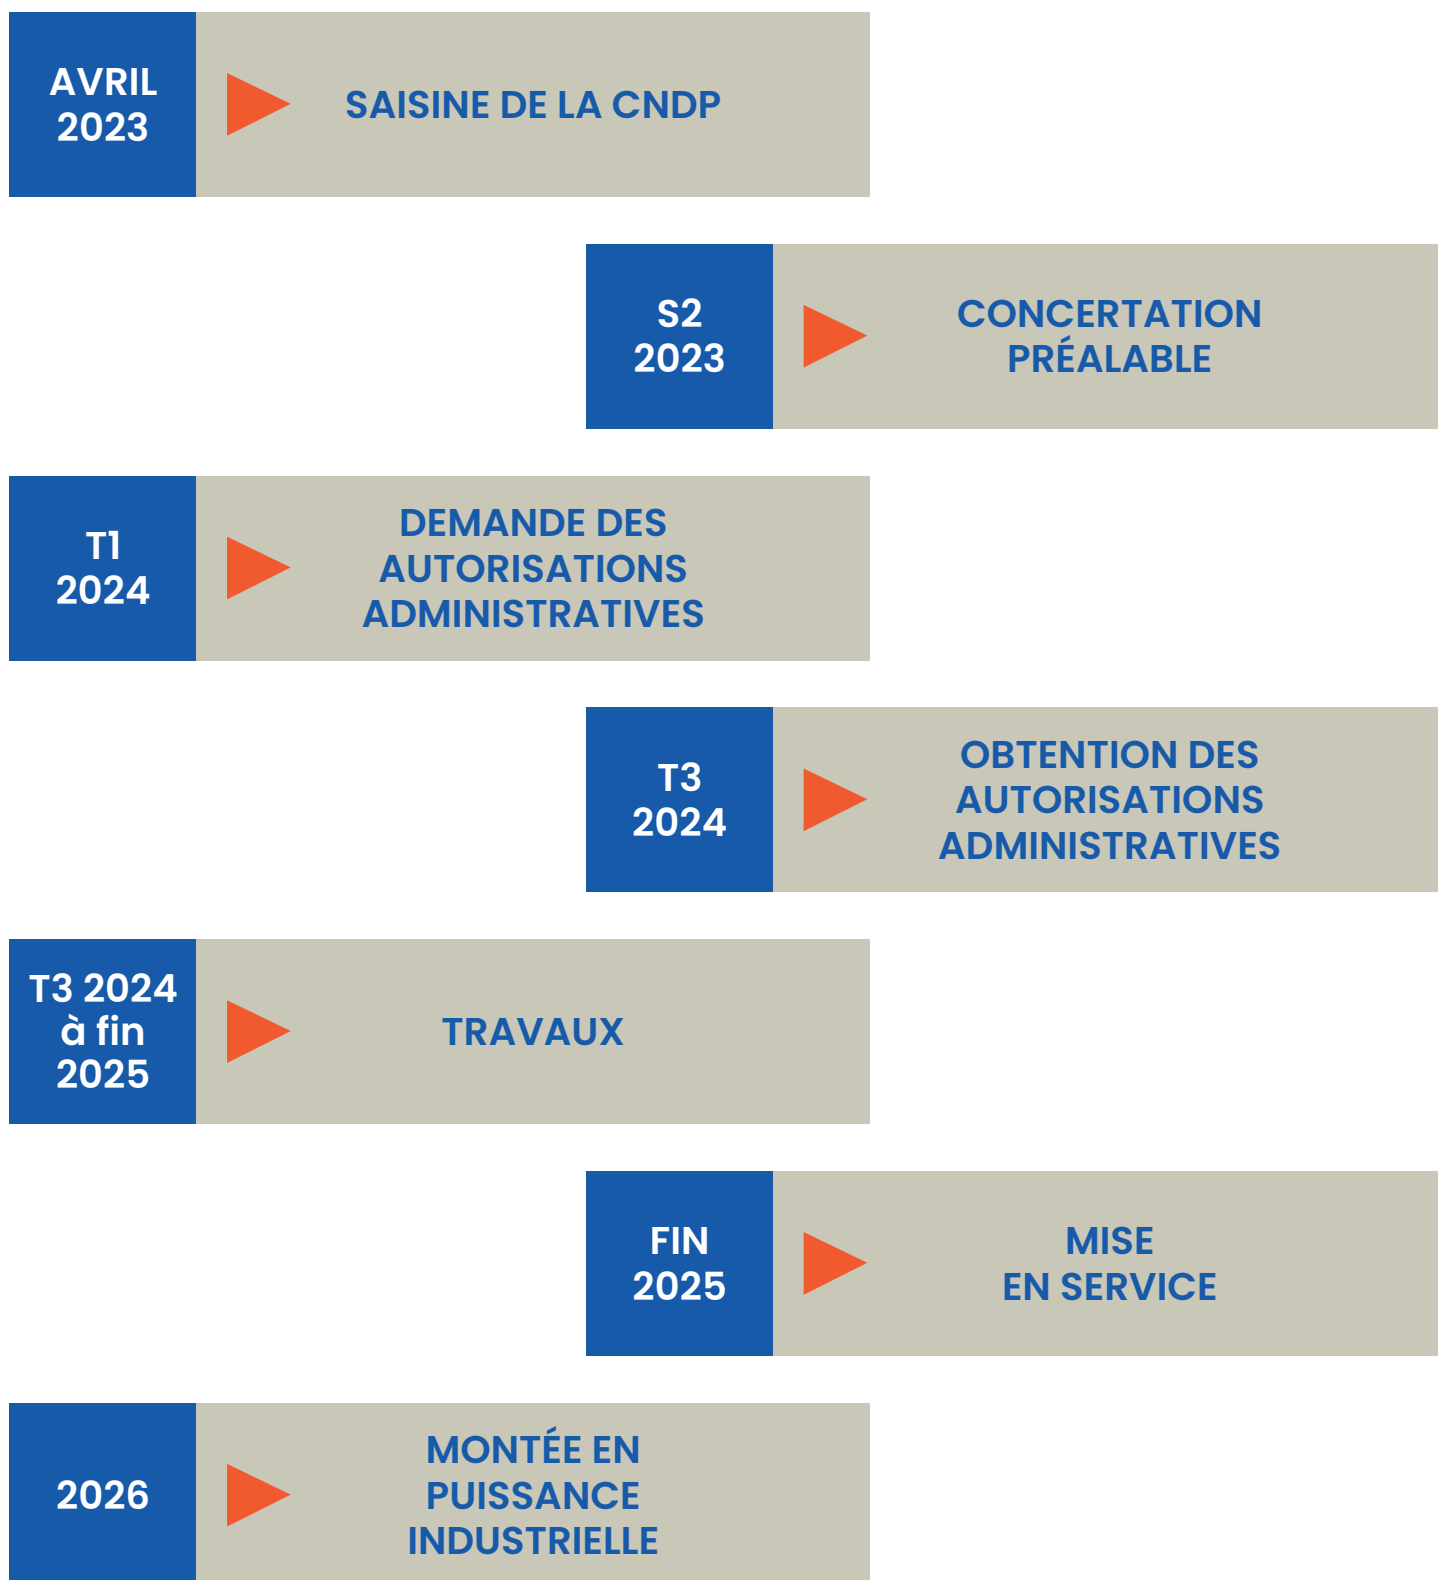 AVRIL
2023
SAISINE DE LA CNDP
S2
2023
CONCERTATION
PRÉALABLE
T1
2024
DEMANDE DES
AUTORISATIONS
ADMINISTRATIVES
T3
2024
OBTENTION DES
AUTORISATIONS
ADMINISTRATIVES
T3 2024
à fin
2025
TRAVAUX
FIN
2025
MISE
EN SERVICE
2026
MONTÉE EN
PUISSANCE
INDUSTRIELLE